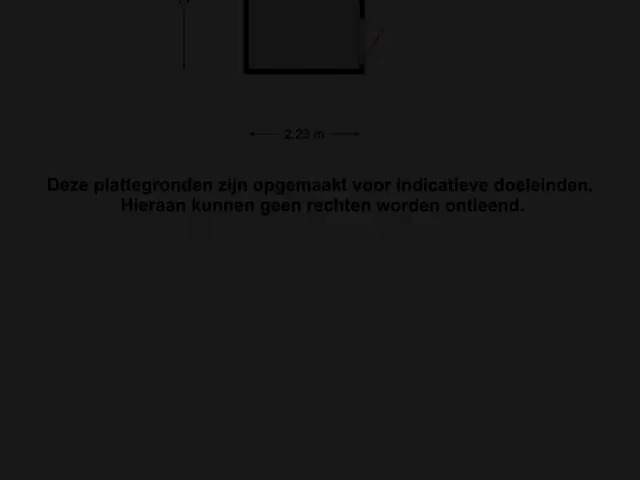 2.23 m
Deze plattegronden zijn opgemaakt voor indicatieve doeleinden.
Hieraan kunnen geen rechten worden ontleend.